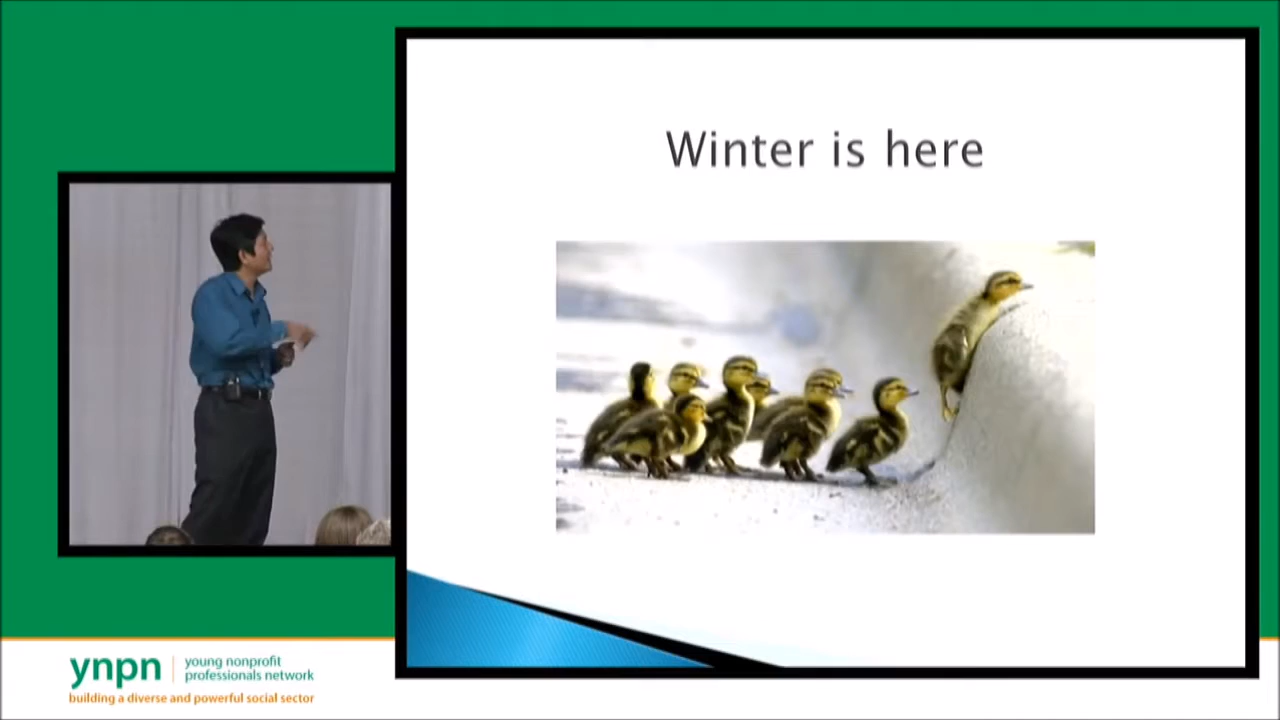 Winter is here
ynpn
young nonprofit
professionals network
building a diverse and powerful social sector